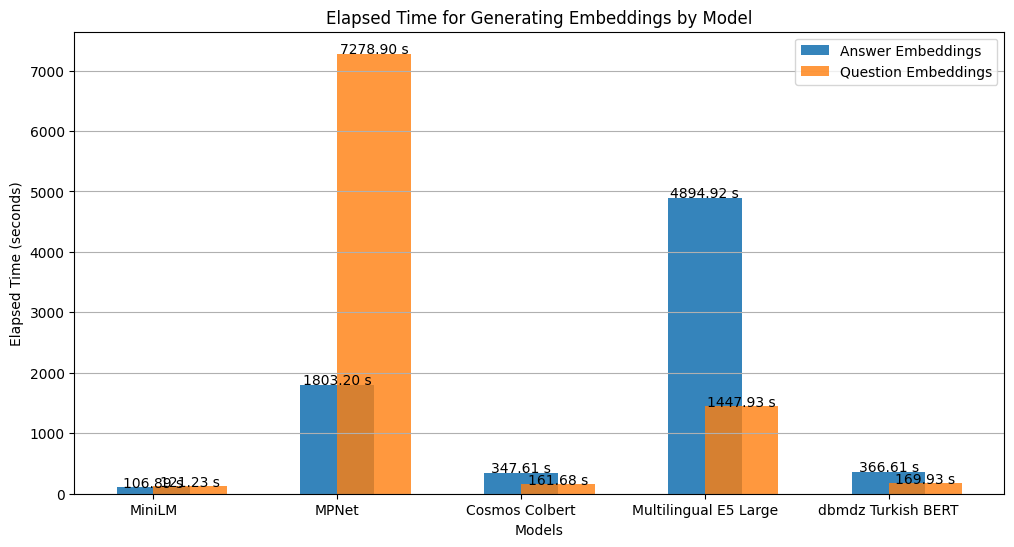 Elapsed Time for Generating Embeddings by Model
Answer Embeddings
Question Embeddings
Elapsed Time (seconds)
7000
6000
5000
4000
3000
2000
1000
0
121.23 s
1803.20 s
7278.90 s
347.61 s
161.68 s
4894.92 s
1447.93 s
366.61 s
169.93 s
MiniLM
MPNet
Cosmos Colbert
Multilingual E5 Large
dbmdz Turkish BERT
Models